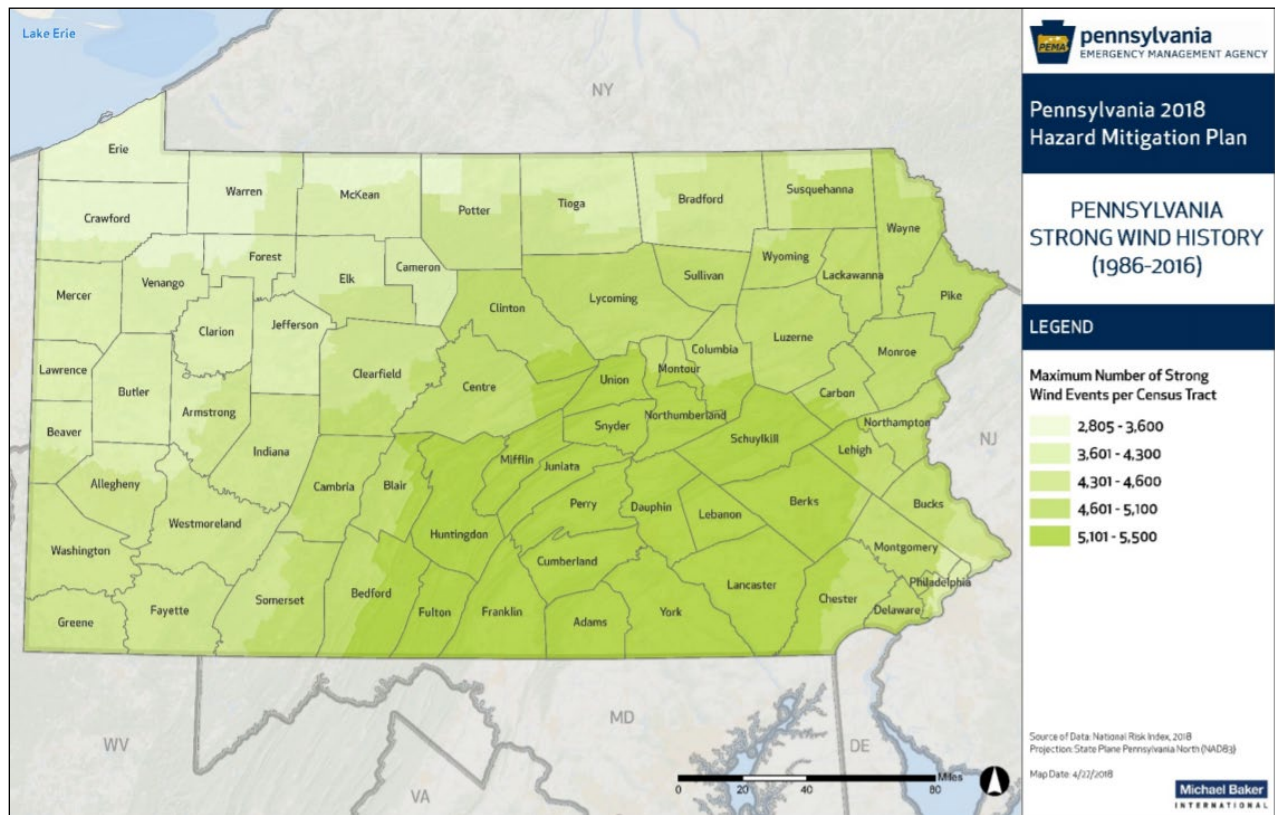 Lake Erie
NY
Erie
Warren
McKean
Potter
Tioga
Bradford
Susquehanna
Crawford
Wayne
Forest
Cameron
Wyoming
Lackawanna
Venango
Elk
Sullivan
Mercer
Lycoming
Pike
Clinton
Clarion
Jefferson
Luzerne
Columbia
Monroe
Lawrence
Clearfield
Montour
Butler
Centre
Union
Carbon
Armstrong
Northumberland
Northampton
Beaver
Snyder
Schuylkill
NJ
Indiana
Lehigh
Mifflin
Juniata
Allegheny
Cambria
Blair
Perry
Berks
Bucks
Dauphin
Lebanon
Westmoreland
Huntingdon
Washington
Cumberland
Montgomery
Philadelphia
Lancaster
Somerset
Bedford
Fulton
Franklin
York
Chester
Delaware
Fayette
Greene
Adams
WV
MD
DE
VA
0 20 40 80 Miles
pennsylvania
PEMA
EMERGENCY MANAGEMENT AGENCY
Pennsylvania 2018
Hazard Mitigation Plan
PENNSYLVANIA
STRONG WIND HISTORY
(1986-2016)
LEGEND
Maximum Number of Strong
Wind Events per Census Tract
2,805 - 3,600
3,601 - 4,300
4,301 - 4,600
4,601 - 5,100
5,101 - 5,500
Source of Data: National Risk Index, 2018
Projection: State Plane Pennsylvania North (NAD83)
Map Date: 4/27/2018
Michael Baker
INTERNATIONAL